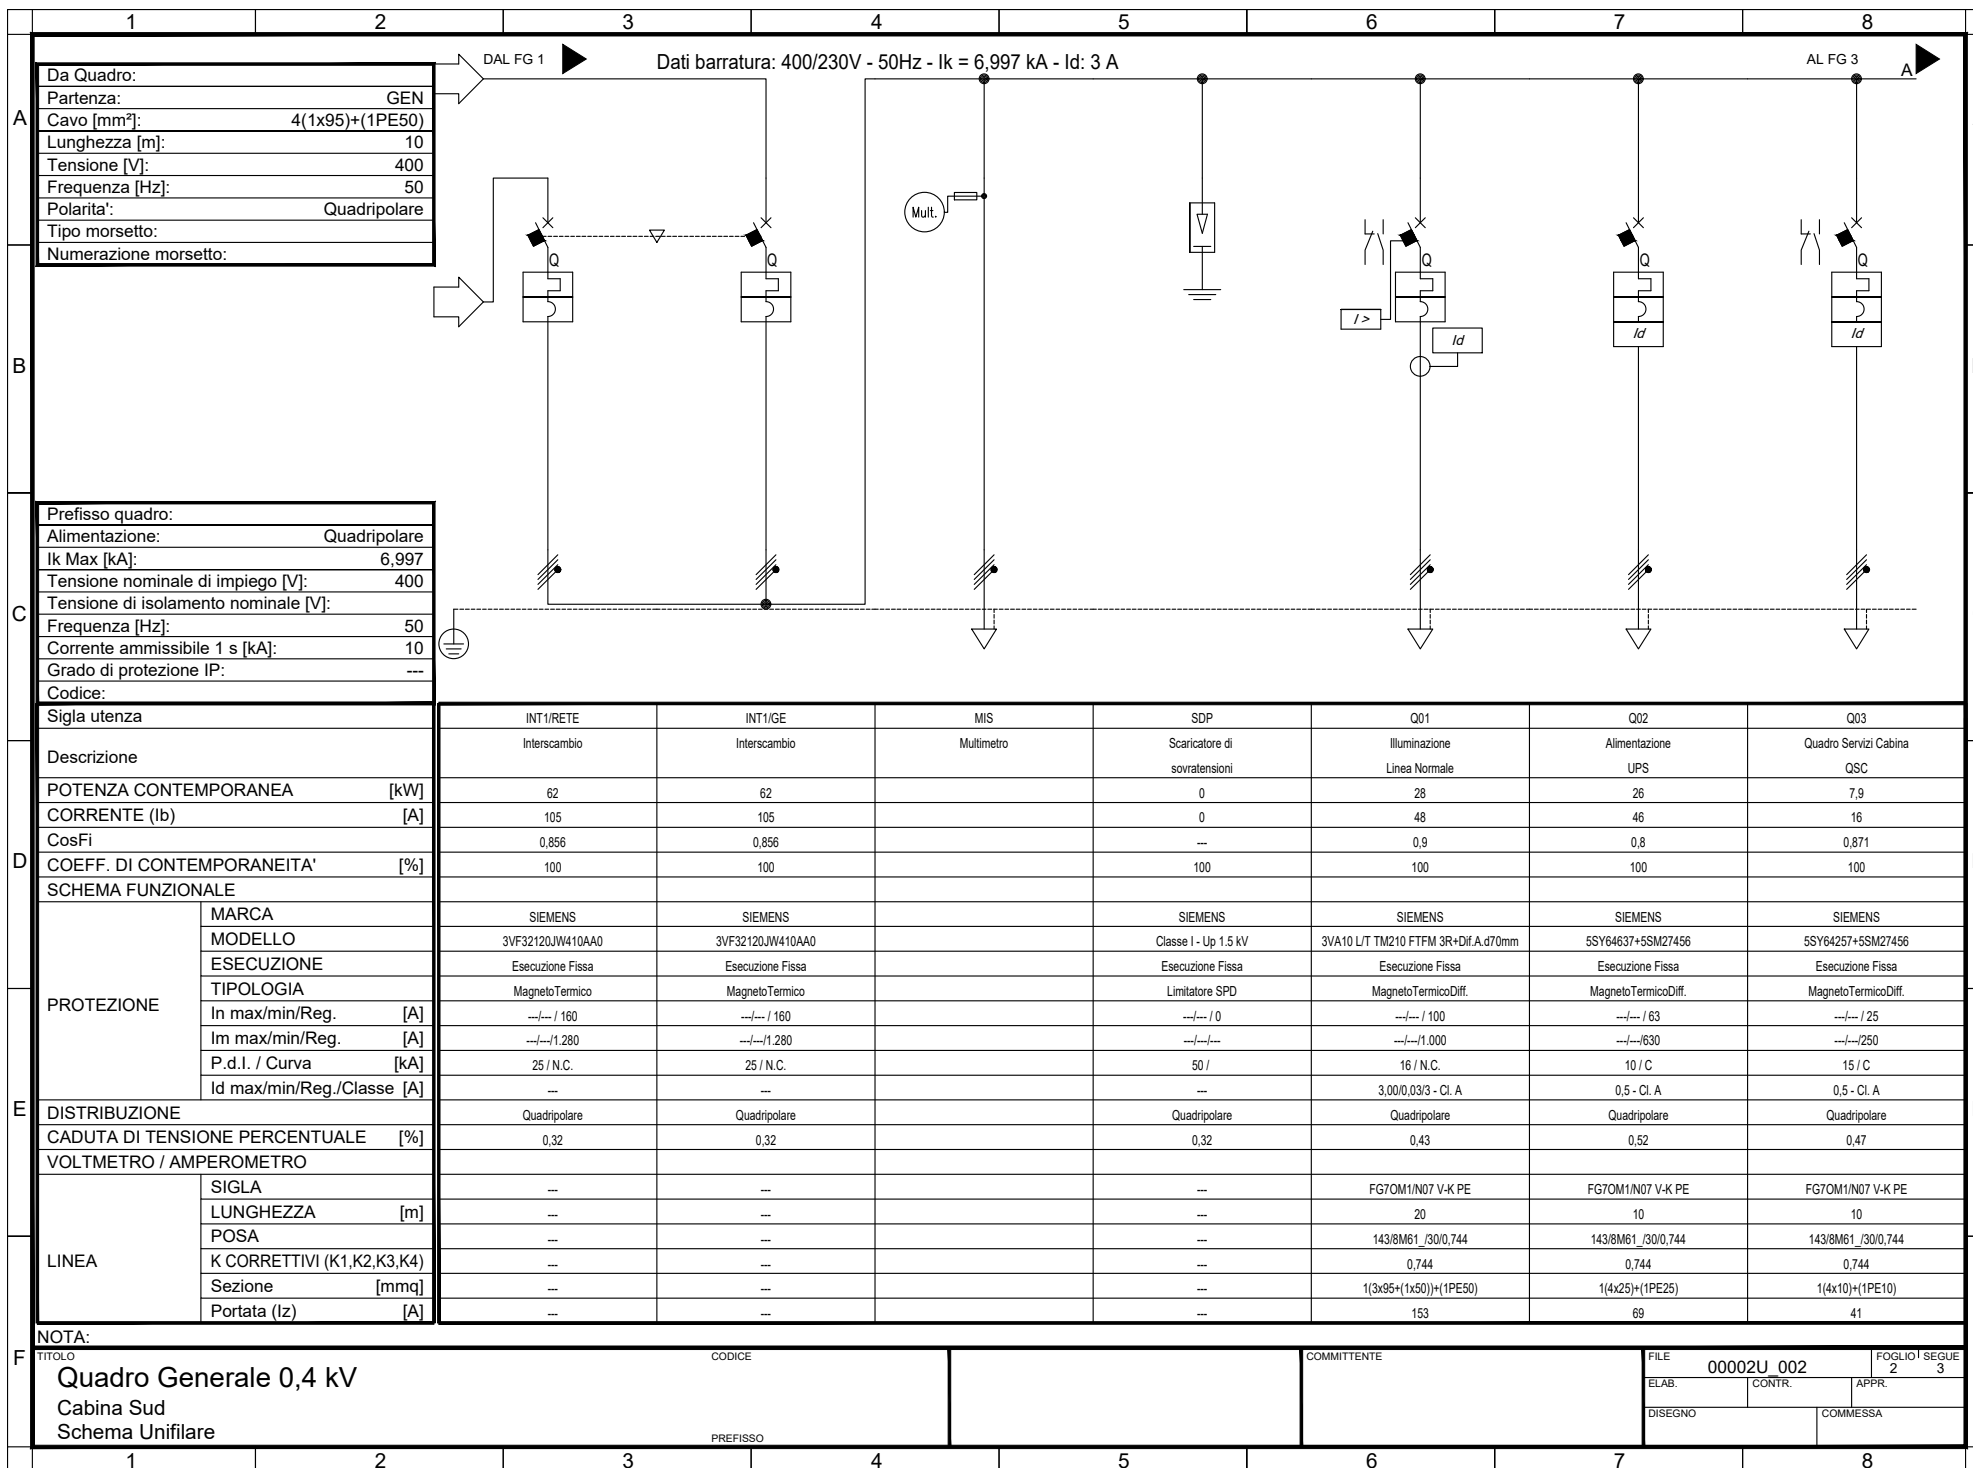 1 2 3 4 5 6 7 8
DAL FG 1
Dati barratura: 400/230V - 50Hz - Ik = 6,997 kA - Id: 3 A
AL FG 3
A
A
B
C
D
E
F
Da Quadro:
Partenza: GEN
Cavo [mm²]: 4(1x95)+(1PE50)
Lunghezza [m]: 10
Tensione [V]: 400
Frequenza [Hz]: 50
Polarita': Quadripolare
Tipo morsetto:
Numerazione morsetto:
Mult.
Q Q Q Q Q
I >
Id
Id
Id
Prefisso quadro:
Alimentazione: Quadripolare
Ik Max [kA]: 6,997
Tensione nominale di impiego [V]: 400
Tensione di isolamento nominale [V]:
Frequenza [Hz]: 50
Corrente ammissibile 1 s [kA]: 10
Grado di protezione IP: ---
Codice:
Sigla utenza INT1/RETE INT1/GE MIS SDP Q01 Q02 Q03
Descrizione
Interscambio Interscambio Multimetro Scaricatore di Illuminazione Alimentazione Quadro Servizi Cabina
sovratensioni Linea Normale UPS QSC
POTENZA CONTEMPORANEA [kW] 62 62 0 28 26 7,9
CORRENTE (Ib) [A] 105 105 0 48 46 16
CosFi 0,856 0,856 --- 0,9 0,8 0,871
COEFF. DI CONTEMPORANEITA' [%] 100 100 100 100 100 100
SCHEMA FUNZIONALE
PROTEZIONE
MARCA SIEMENS SIEMENS SIEMENS SIEMENS SIEMENS SIEMENS
MODELLO 3VF32120JW410AA0 3VF32120JW410AA0 Classe I - Up 1.5 kV 3VA10 L/T TM210 FTFM 3R+Dif.A.d70mm 5SY64637+5SM27456 5SY64257+5SM27456
ESECUZIONE Esecuzione Fissa Esecuzione Fissa Esecuzione Fissa Esecuzione Fissa Esecuzione Fissa Esecuzione Fissa
TIPOLOGIA MagnetoTermico MagnetoTermico Limitatore SPD MagnetoTermicoDiff. MagnetoTermicoDiff. MagnetoTermicoDiff.
In max/min/Reg. [A] ---/--- / 160 ---/--- / 160 ---/--- / 0 ---/--- / 100 ---/--- / 63 ---/--- / 25
Im max/min/Reg. [A] ---/---/1.280 ---/---/1.280 ---/---/--- ---/---/1.000 ---/---/630 ---/---/250
P.d.I. / Curva [kA] 25 / N.C. 25 / N.C. 50 / 16 / N.C. 10 / C 15 / C
Id max/min/Reg./Classe [A] --- --- --- 3,00/0,03/3 - Cl. A 0,5 - Cl. A 0,5 - Cl. A
DISTRIBUZIONE Quadripolare Quadripolare Quadripolare Quadripolare Quadripolare Quadripolare
CADUTA DI TENSIONE PERCENTUALE [%] 0,32 0,32 0,32 0,43 0,52 0,47
VOLTMETRO / AMPEROMETRO
LINEA
SIGLA --- --- --- FG7OM1/N07 V-K PE FG7OM1/N07 V-K PE FG7OM1/N07 V-K PE
LUNGHEZZA [m] --- --- --- 20 10 10
POSA --- --- --- 143/8M61_/30/0,744 143/8M61_/30/0,744 143/8M61_/30/0,744
K CORRETTIVI (K1,K2,K3,K4) --- --- --- 0,744 0,744 0,744
Sezione [mmq] --- --- --- 1(3x95+(1x50))+(1PE50) 1(4x25)+(1PE25) 1(4x10)+(1PE10)
Portata (Iz) [A] --- --- --- 153 69 41
NOTA:
TITOLO
Quadro Generale 0,4 kV
Cabina Sud
Schema Unifilare
CODICE
PREFISSO
COMMITTENTE
FILE 00002U_002
FOGLIO 2
SEGUE 3
ELAB. CONTR. APPR.
DISEGNO COMMESSA
1 2 3 4 5 6 7 8